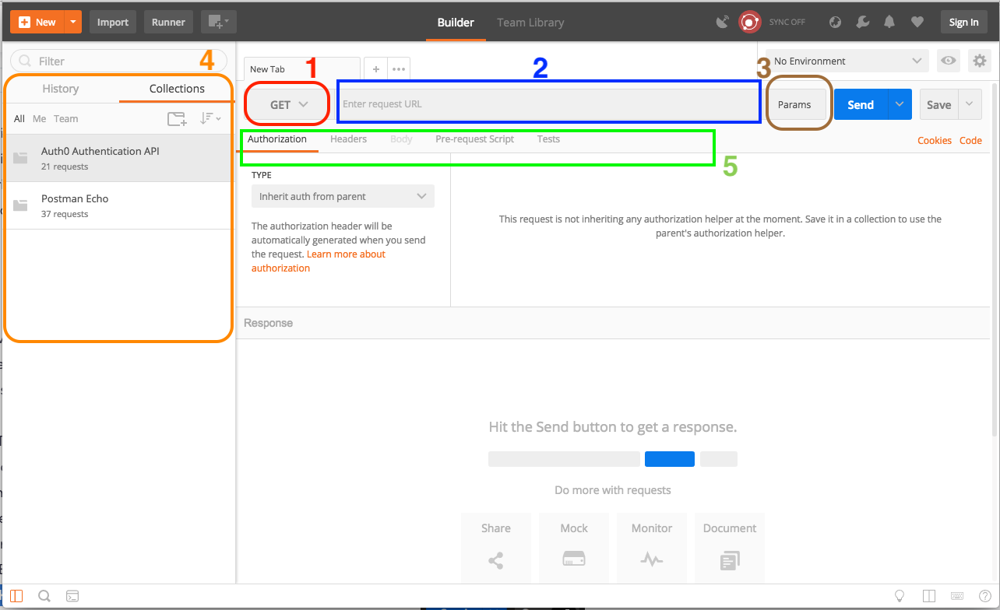 New
Import
Runner
Builder
Team Library
SYNC OFF
Sign In
Filter
4
History
Collections
All Me Team
Auth0 Authentication API
21 requests
Postman Echo
37 requests
New Tab
1
2
No Environment
3
GET
Enter request URL
Params
Send
Save
Authorization
Headers
Body
Pre-request Script
Tests
Cookies Code
5
TYPE
Inherit auth from parent
The authorization header will be
automatically generated when you send
the request. Learn more about
authorization
This request is not inheriting any authorization helper at the moment. Save it in a collection to use the
parent's authorization helper.
Response
Hit the Send button to get a response.
Do more with requests
Share
Mock
Monitor
Document